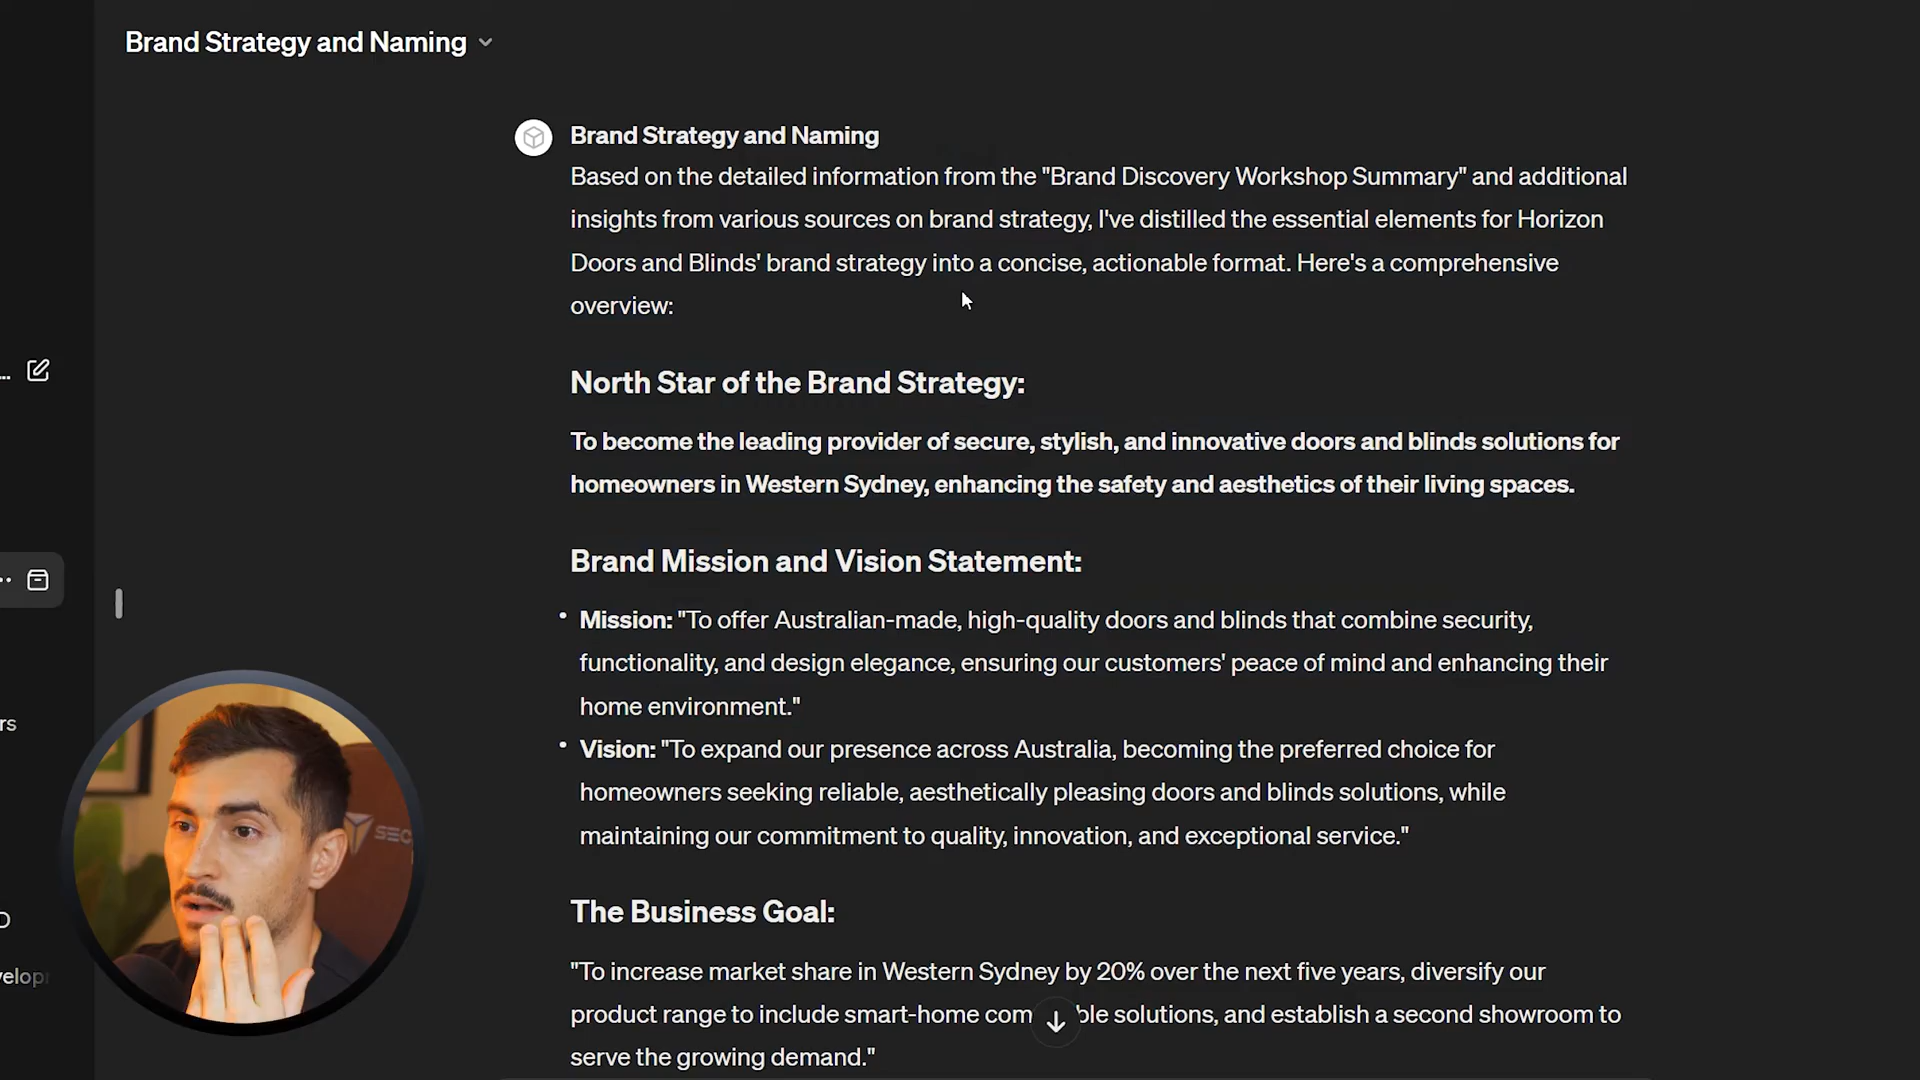 Brand Strategy and Naming
Brand Strategy and Naming
Based on the detailed information from the "Brand Discovery Workshop Summary" and additional
insights from various sources on brand strategy, I've distilled the essential elements for Horizon
Doors and Blinds' brand strategy into a concise, actionable format. Here's a comprehensive
overview:
North Star of the Brand Strategy:
To become the leading provider of secure, stylish, and innovative doors and blinds solutions for
homeowners in Western Sydney, enhancing the safety and aesthetics of their living spaces.
Brand Mission and Vision Statement:
• Mission: "To offer Australian-made, high-quality doors and blinds that combine security,
functionality, and design elegance, ensuring our customers' peace of mind and enhancing their
home environment."
• Vision: "To expand our presence across Australia, becoming the preferred choice for
homeowners seeking reliable, aesthetically pleasing doors and blinds solutions, while
maintaining our commitment to quality, innovation, and exceptional service."
The Business Goal:
"To increase market share in Western Sydney by 20% over the next five years, diversify our
product range to include smart-home com ble solutions, and establish a second showroom to
serve the growing demand."
rs
SEC